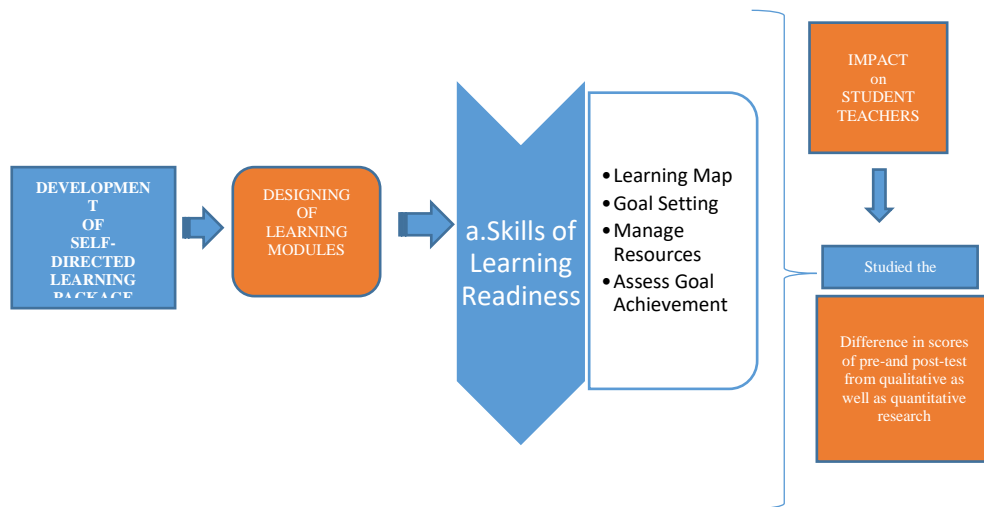 DEVELOPMEN
T
OF
SELF-
DIRECTED
LEARNING
PACKAGE
DESIGNING
OF
LEARNING
MODULES
a.Skills of
Learning
Readiness
•Learning Map
•Goal Setting
•Manage
Resources
•Assess Goal
Achievement
IMPACT
on
STUDENT
TEACHERS
Studied the
Difference in scores
of pre-and post-test
from qualitative as
well as quantitative
research